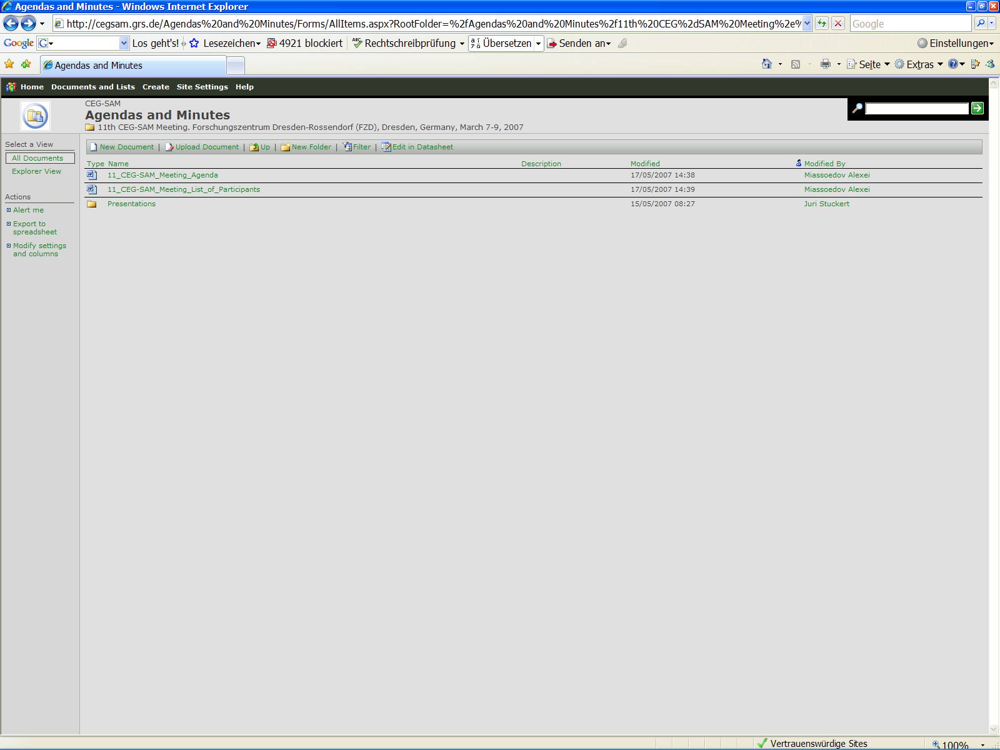 Agendas and Minutes - Windows Internet Explorer
http://cegsam.grs.de/Agendas%20and%20Minutes/Forms/AllItems.aspx?RootFolder=%2fAgendas%20and%20Minutes%2f11th%20CEG%2dSAM%20Meeting%2e%
Google
Google G Los geht's! Lesezeichen 4921 blockiert Rechtschreibprüfung Übersetzen Senden an Einstellungen
Agendas and Minutes
Seite Extras
Home Documents and Lists Create Site Settings Help
CEG-SAM
Agendas and Minutes
11th CEG-SAM Meeting. Forschungszentrum Dresden-Rossendorf (FZD), Dresden, Germany, March 7-9, 2007
Select a View
All Documents
Explorer View
Actions
Alert me
Export to
spreadsheet
Modify settings
and columns
New Document | Upload Document | Up | New Folder | Filter | Edit in Datasheet
Type Name Description Modified Modified By
11_CEG-SAM_Meeting_Agenda 17/05/2007 14:38 Miassoedov Alexei
11_CEG-SAM_Meeting_List_of_Participants 17/05/2007 14:39 Miassoedov Alexei
Presentations 15/05/2007 08:27 Juri Stuckert
Vertrauenswürdige Sites 100%